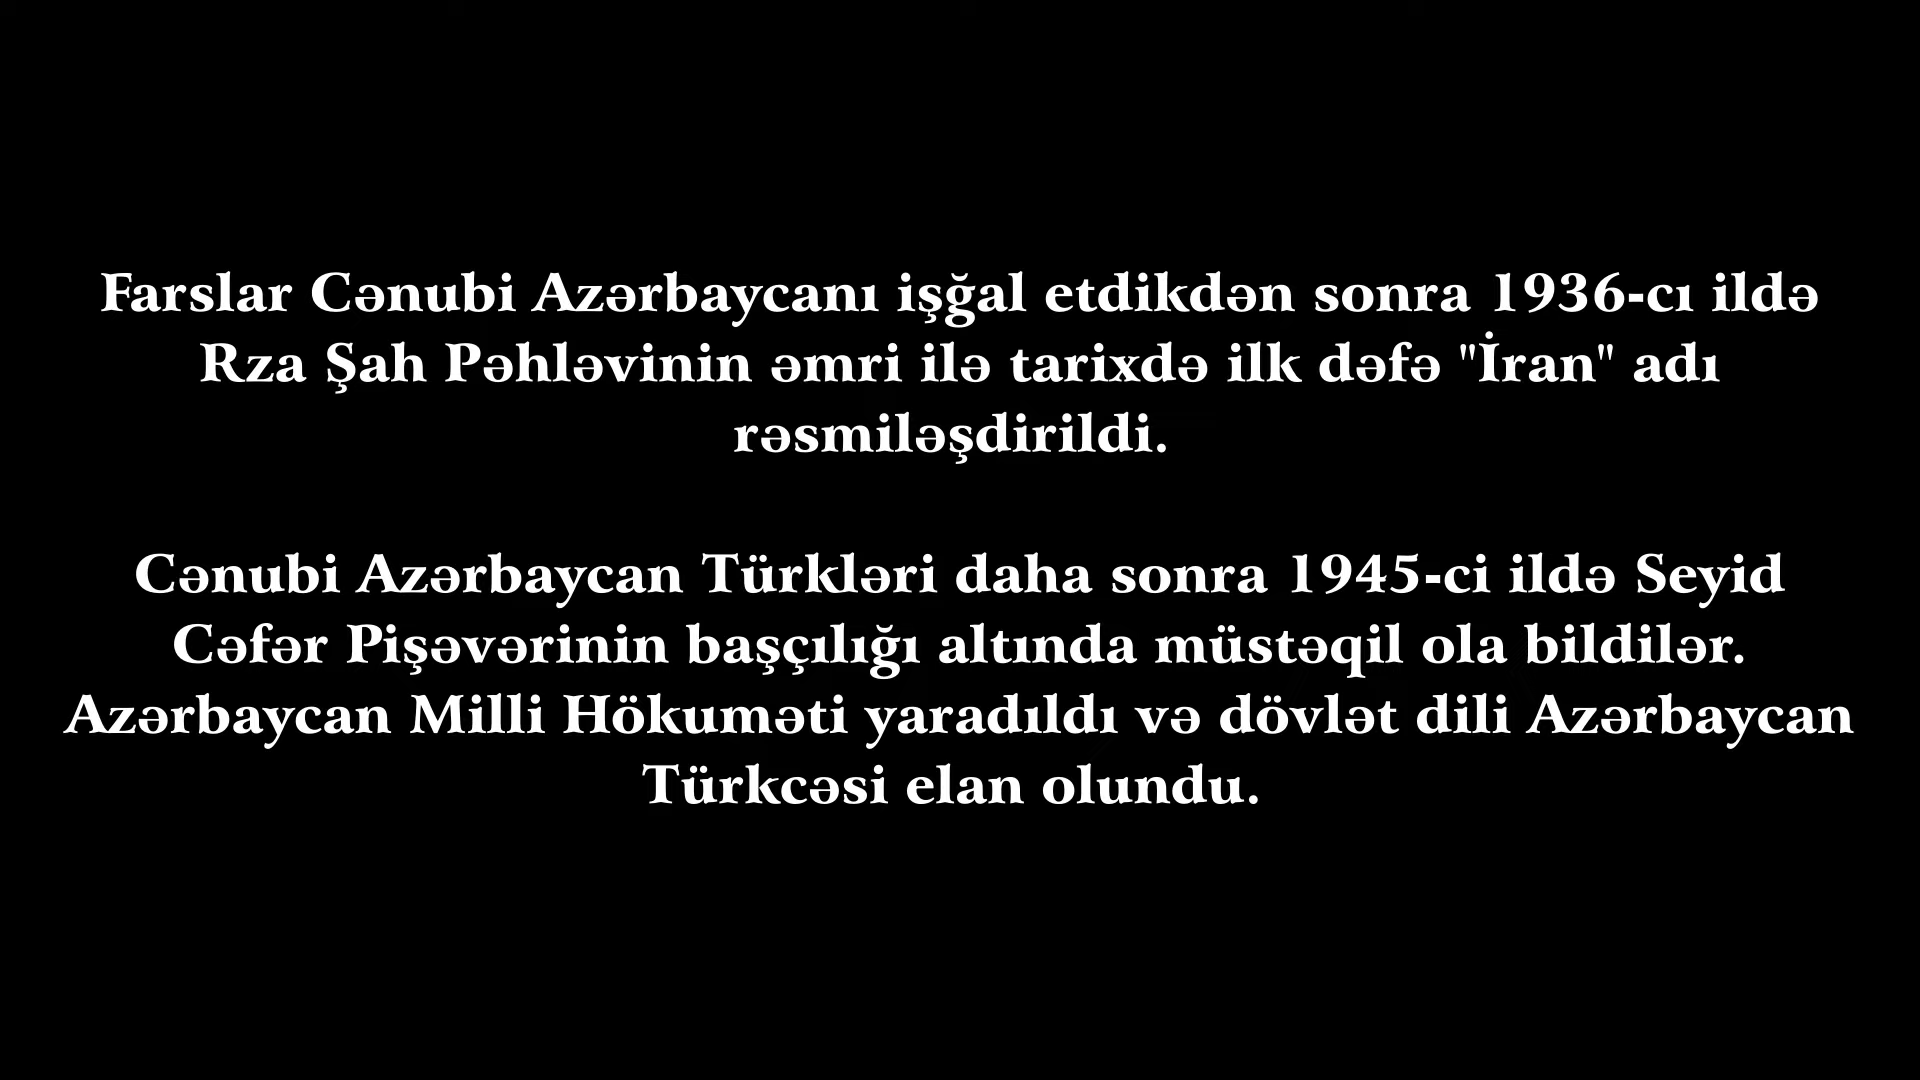 Farslar Cənubi Azərbaycanı işğal etdikdən sonra 1936-cı ildə
Rza Şah Pəhləvinin əmri ilə tarixdə ilk dəfə "İran" adı
rəsmiləşdirildi.
Cənubi Azərbaycan Türkləri daha sonra 1945-ci ildə Seyid
Cəfər Pişəvərinin başçılığı altında müstəqil ola bildilər.
Azərbaycan Milli Hökuməti yaradıldı və dövlət dili Azərbaycan
Türkcəsi elan olundu.